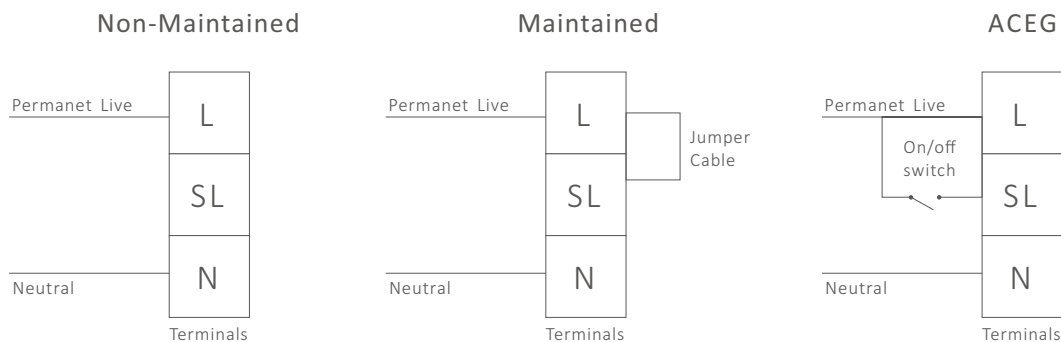 Non-Maintained
Permanet Live
L
SL
N
Neutral
Terminals
Maintained
Permanet Live
L
Jumper
Cable
SL
N
Neutral
Terminals
ACEG
Permanet Live
L
On/off
switch
SL
N
Neutral
Terminals